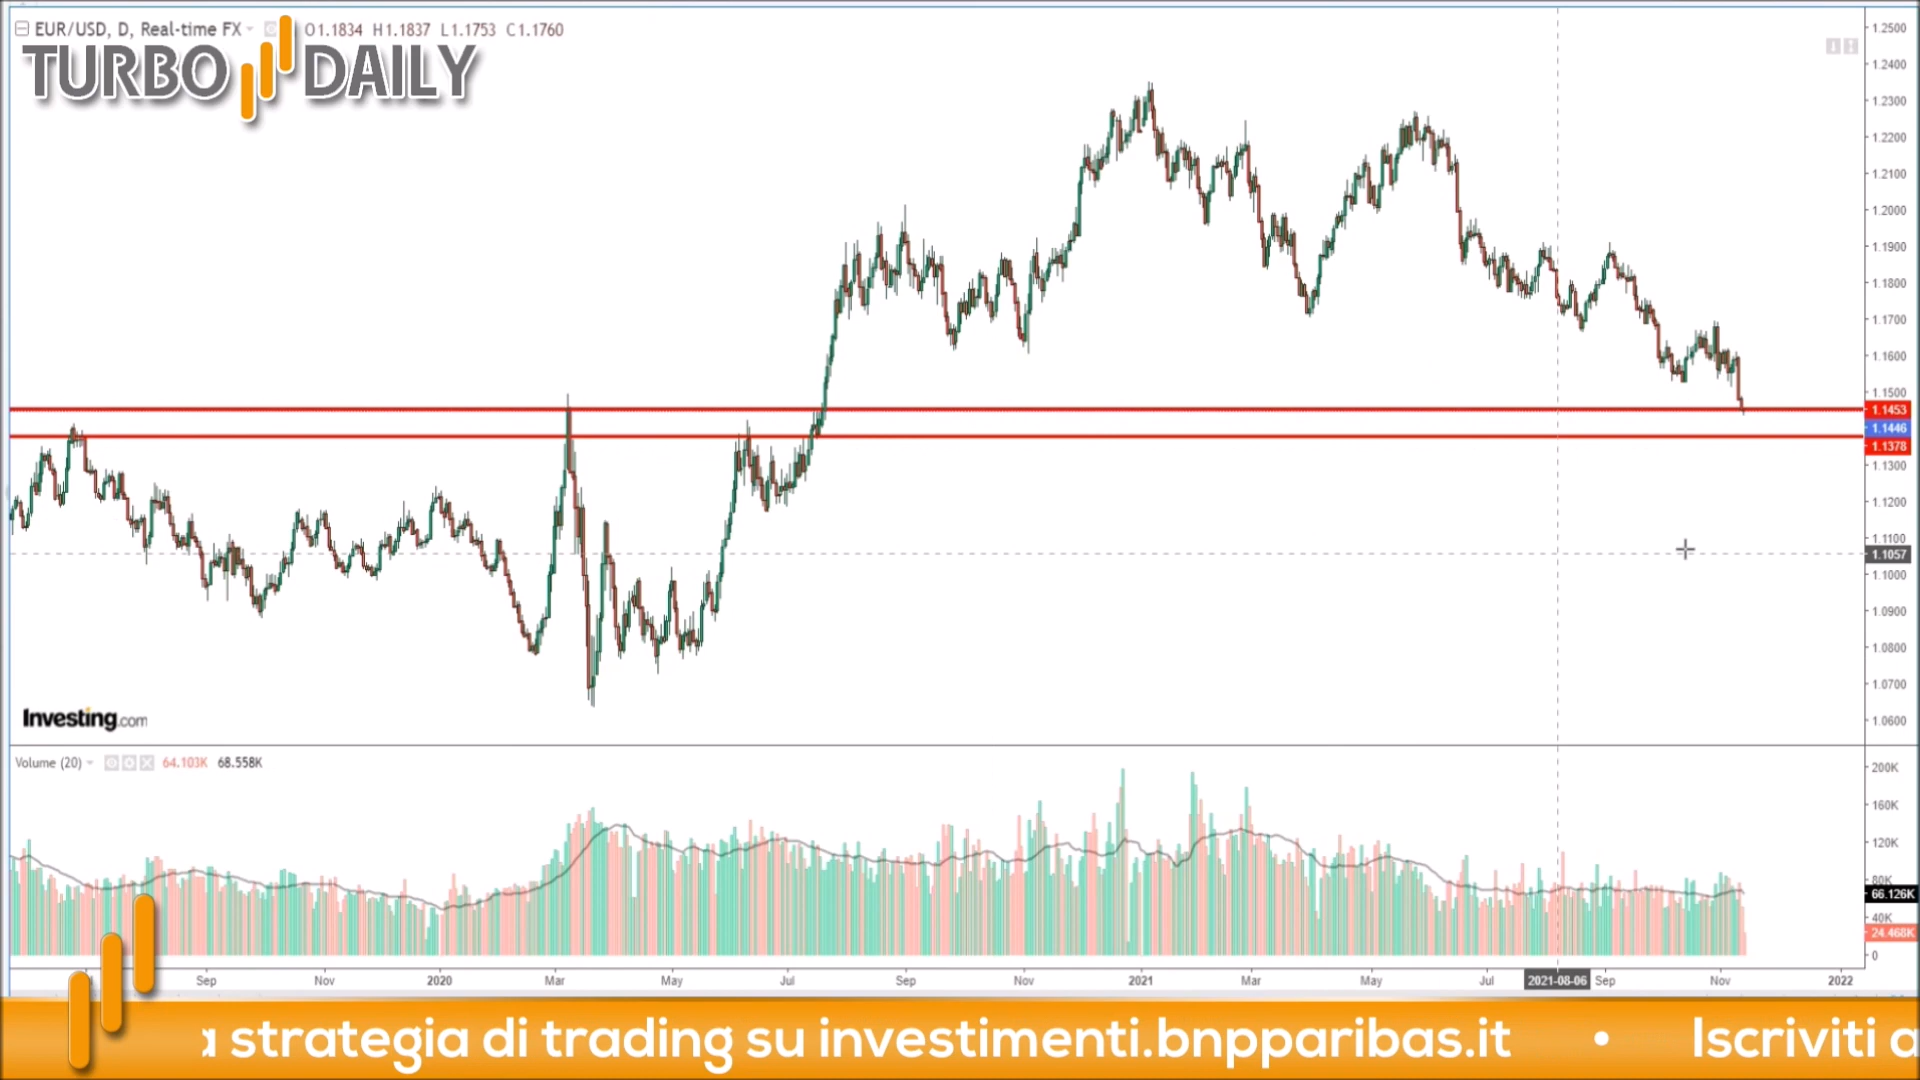 EUR/USD, D, Real-time FX O1.1834 H1.1837 L1.1753 C1.1760
TURBO DAILY
1.2500
1.2400
1.2300
1.2200
1.2100
1.2000
1.1900
1.1800
1.1700
1.1600
1.1500
1.1453
1.1446
1.1378
1.1300
1.1200
1.1100
1.1057
1.1000
1.0900
1.0800
1.0700
1.0600
Investing.com
Volume (20) 64.103K 68.558K
200K
160K
120K
80K
66.126K
40K
24.468K
0
Sep Nov 2020 Mar May Jul Sep Nov 2021 Mar May Jul 2021-08-06 Sep Nov 2022
strategia di trading su investimenti.bnpparibas.it • Iscriviti a